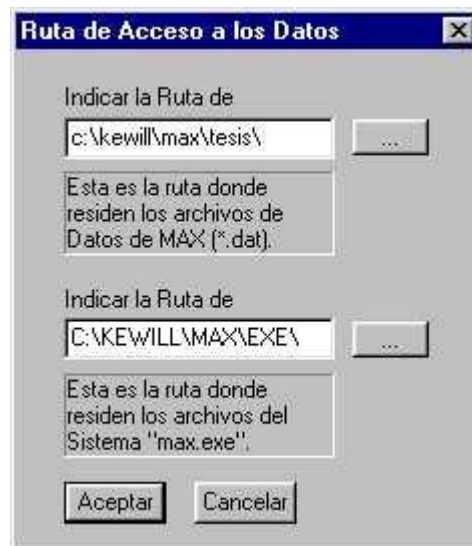 Ruta de Acceso a los Datos
Indicar la Ruta de
c:\kewill\max\tesis\
...
Esta es la ruta donde
residen los archivos de
Datos de MAX (*.dat).
Indicar la Ruta de
C:\KEWILL\MAX\EXE\
...
Esta es la ruta donde
residen los archivos del
Sistema "max.exe".
Aceptar Cancelar